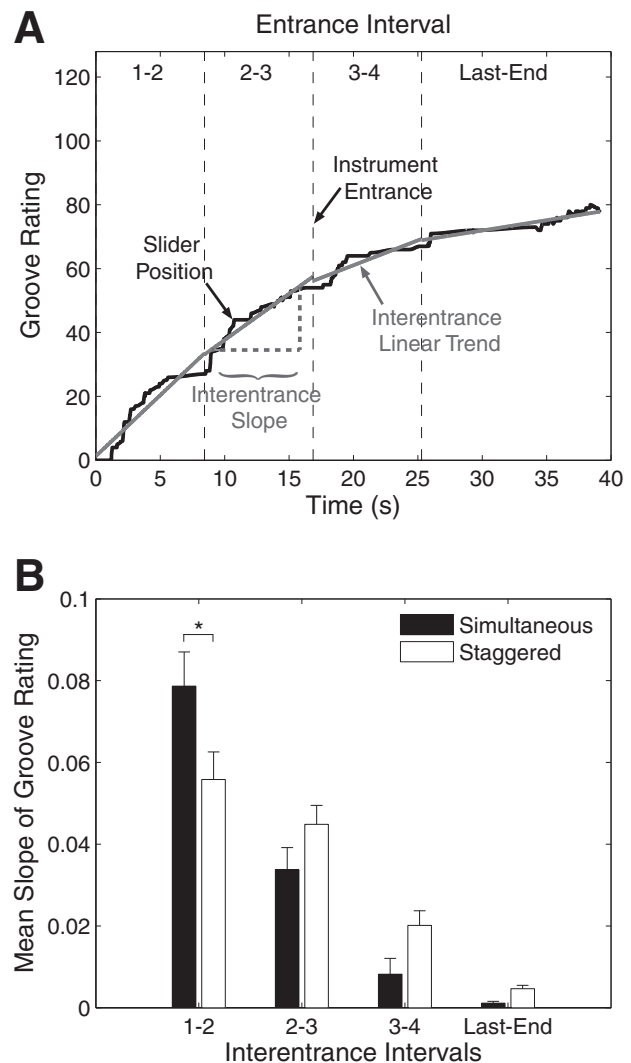 A
Entrance Interval
1-2 2-3 3-4 Last-End
120
100
80
60
40
20
0
Groove Rating
Instrument
Entrance
Slider
Position
Interentrance
Linear Trend
Interentrance
Slope
0 5 10 15 20 25 30 35 40
Time (s)
B
0.1
0.08
0.06
0.04
0.02
0
Mean Slope of Groove Rating
*
Simultaneous
Staggered
1-2 2-3 3-4 Last-End
Interentrance Intervals